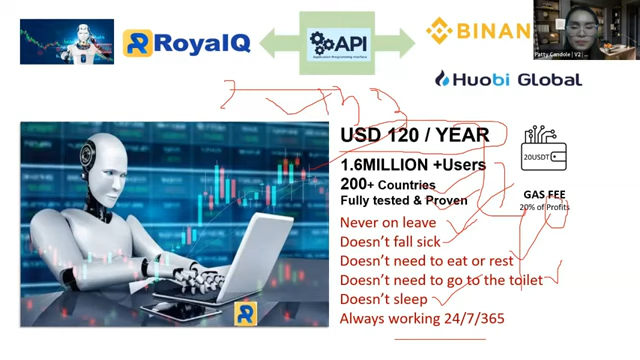 RoyalQ
API
Application Programming Interface
BINAN
Patty Candole | V2 |
Huobi Global
USD 120 / YEAR
1.6MILLION +Users
200+ Countries
Fully tested & Proven
Never on leave
Doesn't fall sick
Doesn't need to eat or rest
Doesn't need to go to the toilet
Doesn't sleep
Always working 24/7/365
20USDT
GAS FEE
20% of Profits